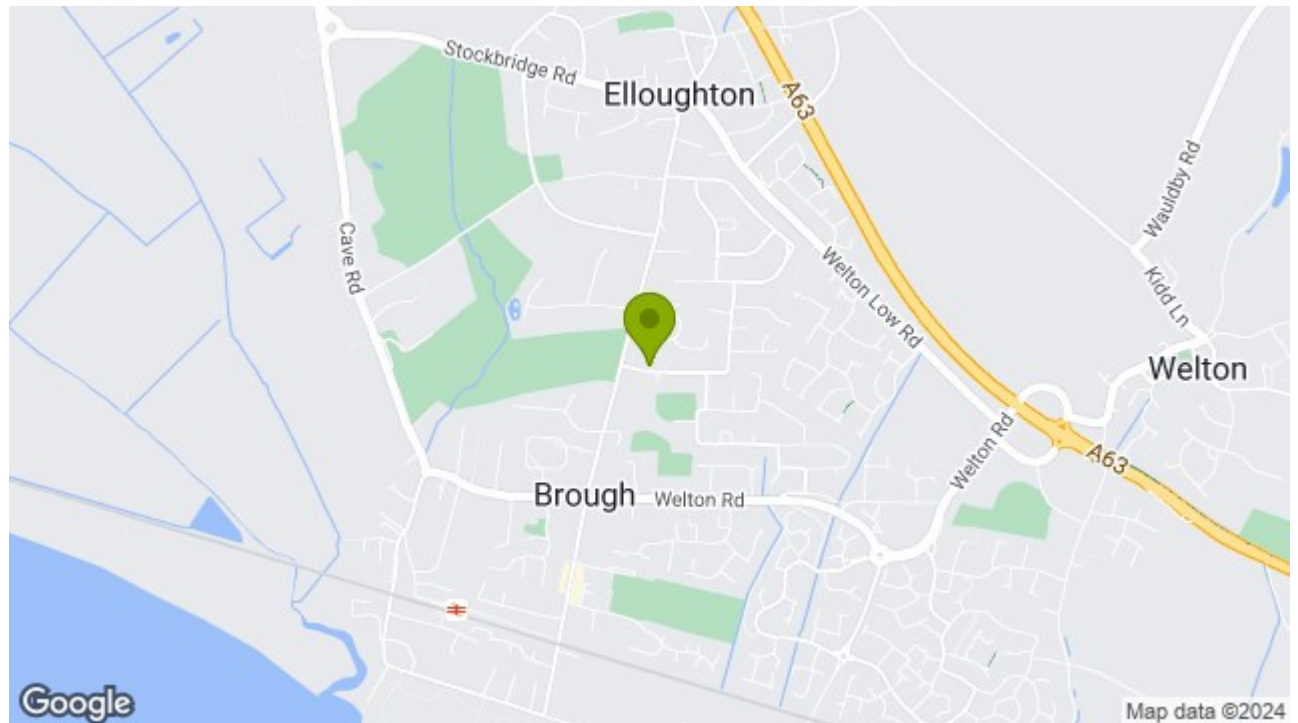 Stockbridge Rd
Elloughton
A63
Wauldby Rd
Cave Rd
Welton Low Rd
Kidd Ln
Welton
Welton Rd
A63
Brough
Welton Rd
Google
Map data ©2024